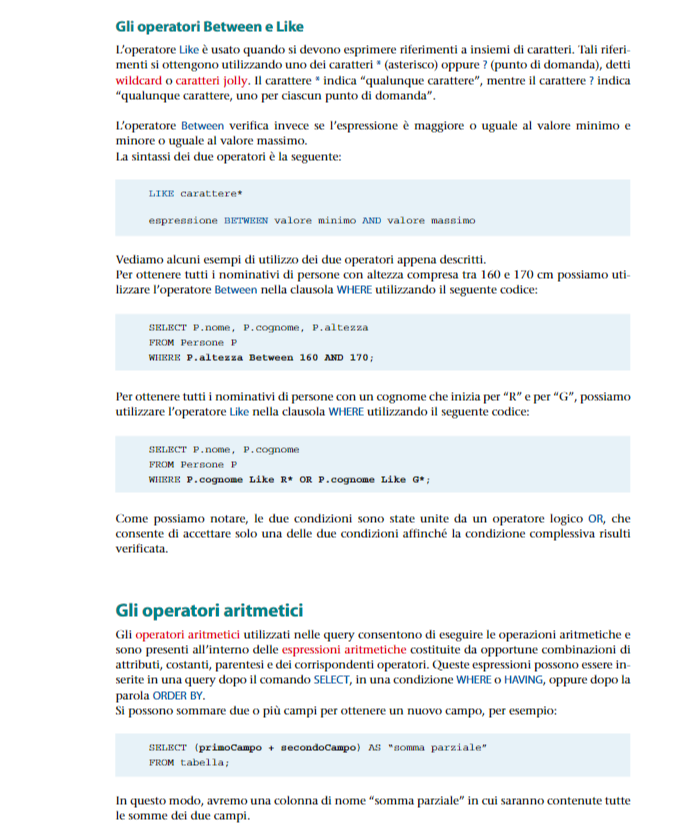 Gli operatori Between e Like
L'operatore Like è usato quando si devono esprimere riferimenti a insiemi di caratteri. Tali riferi-
menti si ottengono utilizzando uno dei caratteri * (asterisco) oppure ? (punto di domanda), detti
wildcard o caratteri jolly. Il carattere * indica “qualunque carattere”, mentre il carattere ? indica
“qualunque carattere, uno per ciascun punto di domanda”.
L'operatore Between verifica invece se l'espressione è maggiore o uguale al valore minimo e
minore o uguale al valore massimo.
La sintassi dei due operatori è la seguente:
LIKE carattere*
espressione BETWEEN valore minimo AND valore massimo
Vediamo alcuni esempi di utilizzo dei due operatori appena descritti.
Per ottenere tutti i nominativi di persone con altezza compresa tra 160 e 170 cm possiamo uti-
lizzare l'operatore Between nella clausola WHERE utilizzando il seguente codice:
SELECT P.nome, P.cognome, P.altezza
FROM Persone P
WHERE P.altezza Between 160 AND 170;
Per ottenere tutti i nominativi di persone con un cognome che inizia per “R” e per “G”, possiamo
utilizzare l'operatore Like nella clausola WHERE utilizzando il seguente codice:
SELECT P.nome, P.cognome
FROM Persone P
WHERE P.cognome Like R* OR P.cognome Like G*;
Come possiamo notare, le due condizioni sono state unite da un operatore logico OR, che
consente di accettare solo una delle due condizioni affinché la condizione complessiva risulti
verificata.
Gli operatori aritmetici
Gli operatori aritmetici utilizzati nelle query consentono di eseguire le operazioni aritmetiche e
sono presenti all'interno delle espressioni aritmetiche costituite da opportune combinazioni di
attributi, costanti, parentesi e dei corrispondenti operatori. Queste espressioni possono essere in-
serite in una query dopo il comando SELECT, in una condizione WHERE o HAVING, oppure dopo la
parola ORDER BY.
Si possono sommare due o più campi per ottenere un nuovo campo, per esempio:
SELECT (primoCampo + secondoCampo) AS "somma parziale"
FROM tabella;
In questo modo, avremo una colonna di nome “somma parziale” in cui saranno contenute tutte
le somme dei due campi.